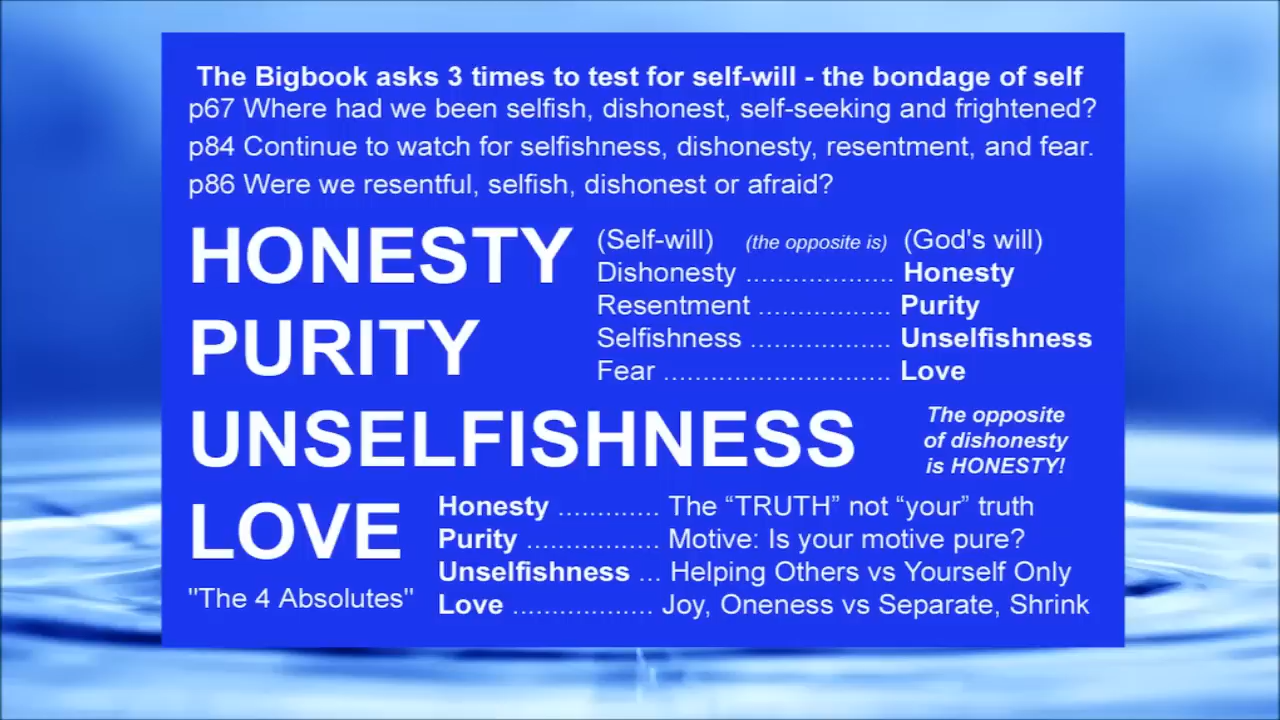 The Bigbook asks 3 times to test for self-will - the bondage of self
p67 Where had we been selfish, dishonest, self-seeking and frightened?
p84 Continue to watch for selfishness, dishonesty, resentment, and fear.
p86 Were we resentful, selfish, dishonest or afraid?
HONESTY
PURITY
UNSELFISHNESS
LOVE
"The 4 Absolutes"
(Self-will) (the opposite is) (God's will)
Dishonesty ................... Honesty
Resentment ................. Purity
Selfishness .................. Unselfishness
Fear ............................. Love
The opposite
of dishonesty
is HONESTY!
Honesty ............. The “TRUTH” not “your” truth
Purity ................. Motive: Is your motive pure?
Unselfishness ... Helping Others vs Yourself Only
Love .................. Joy, Oneness vs Separate, Shrink